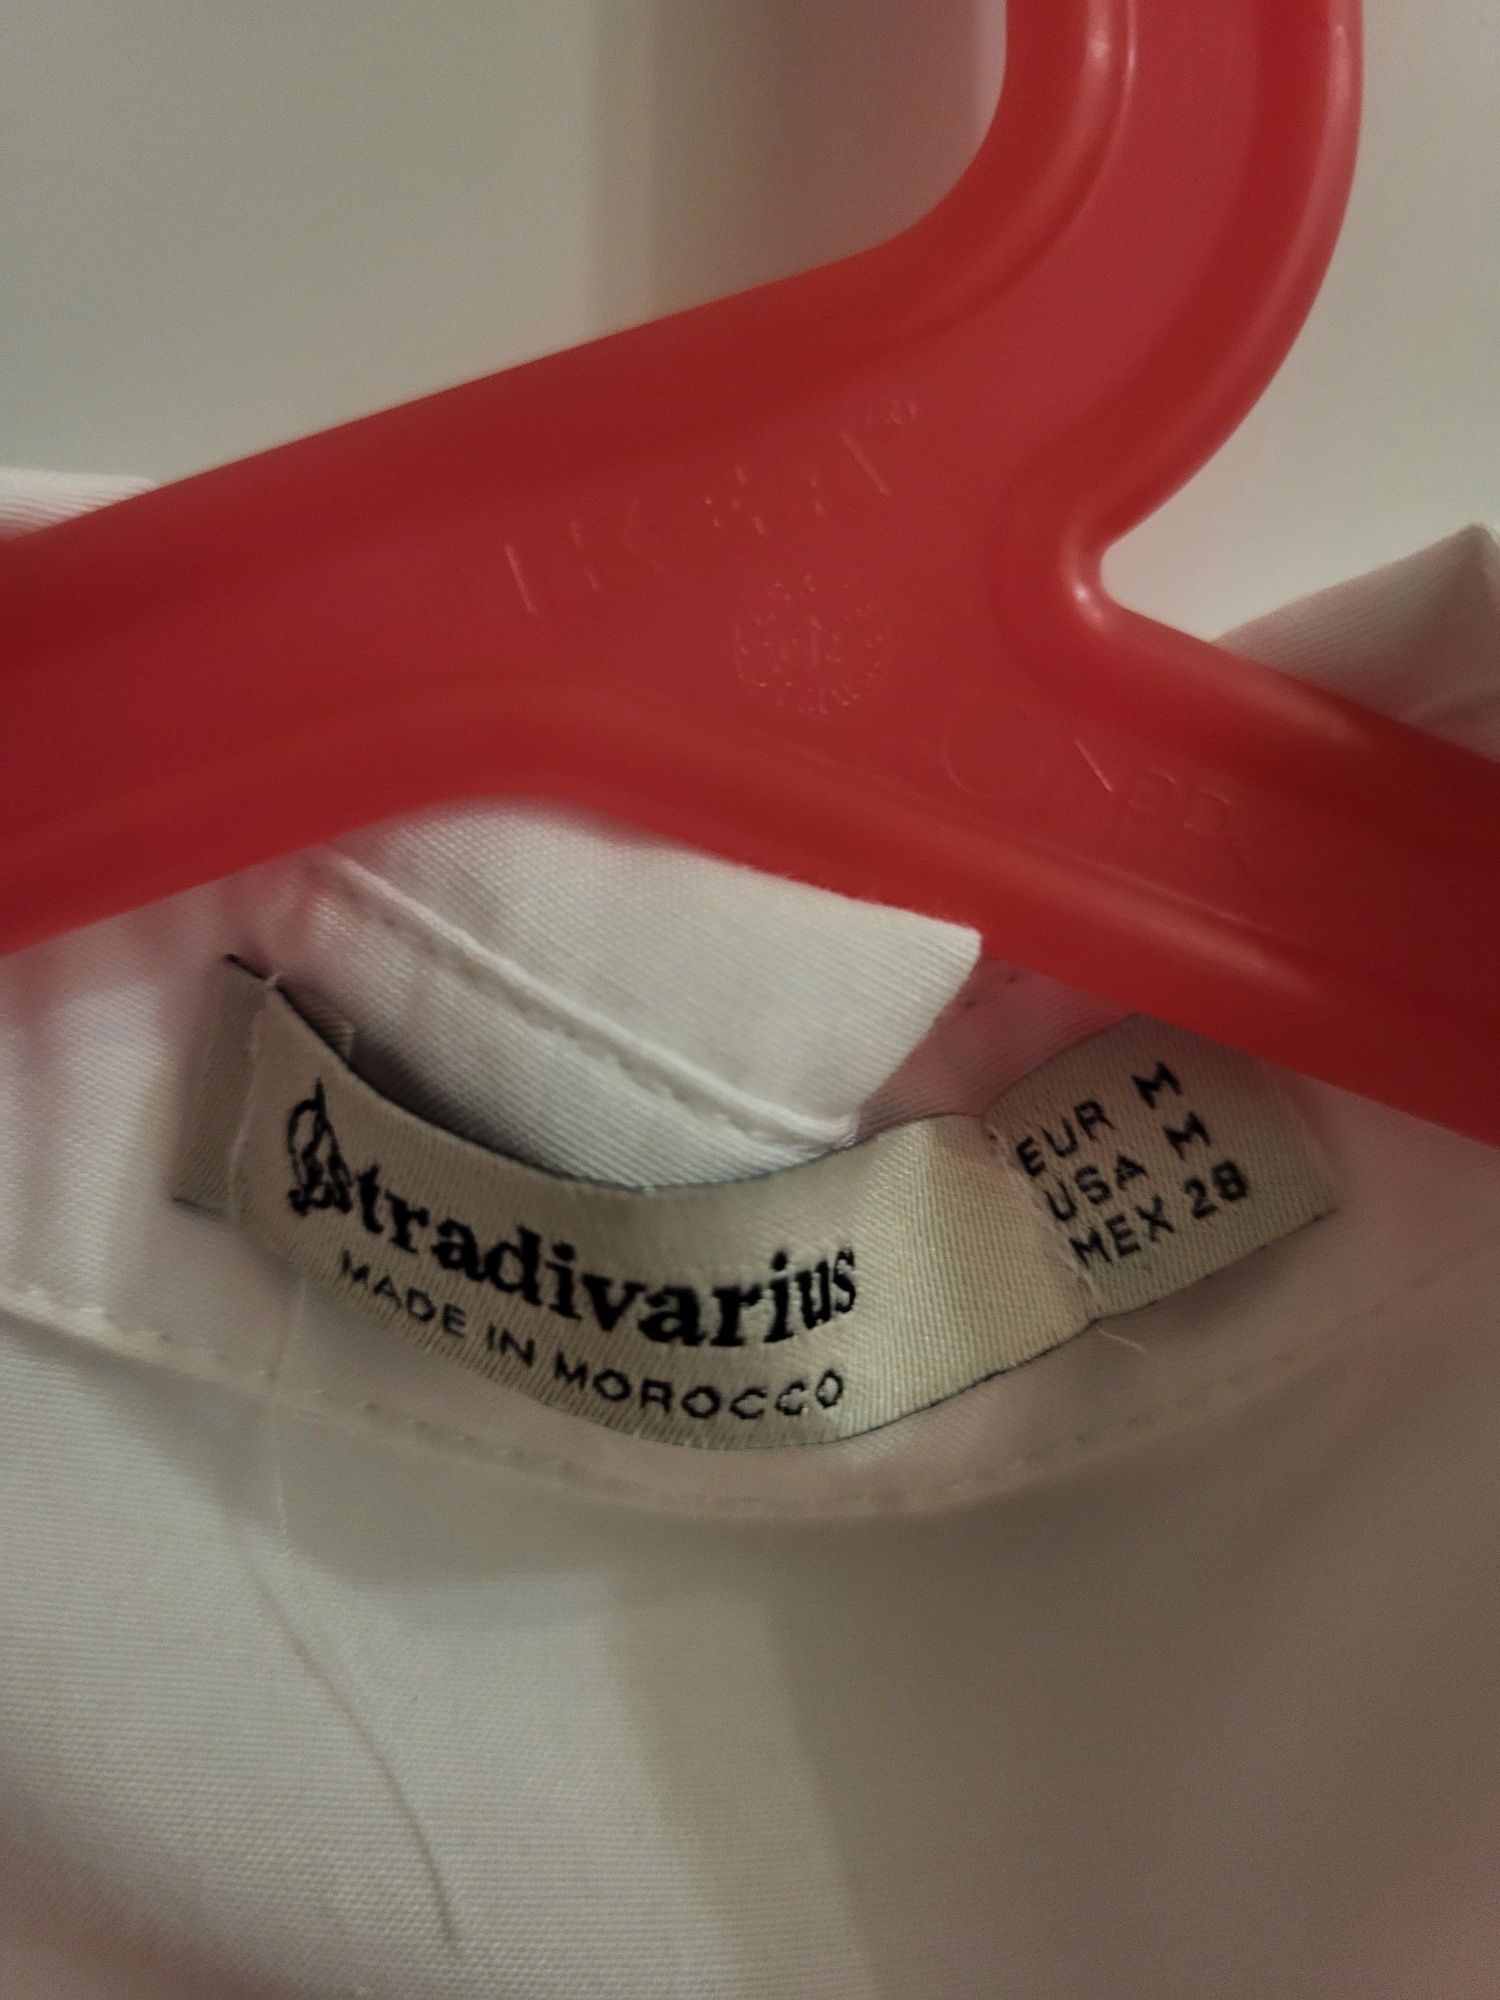 Stradivarius
MADE IN MOROCCO
EUR M
USA M
MEX 28